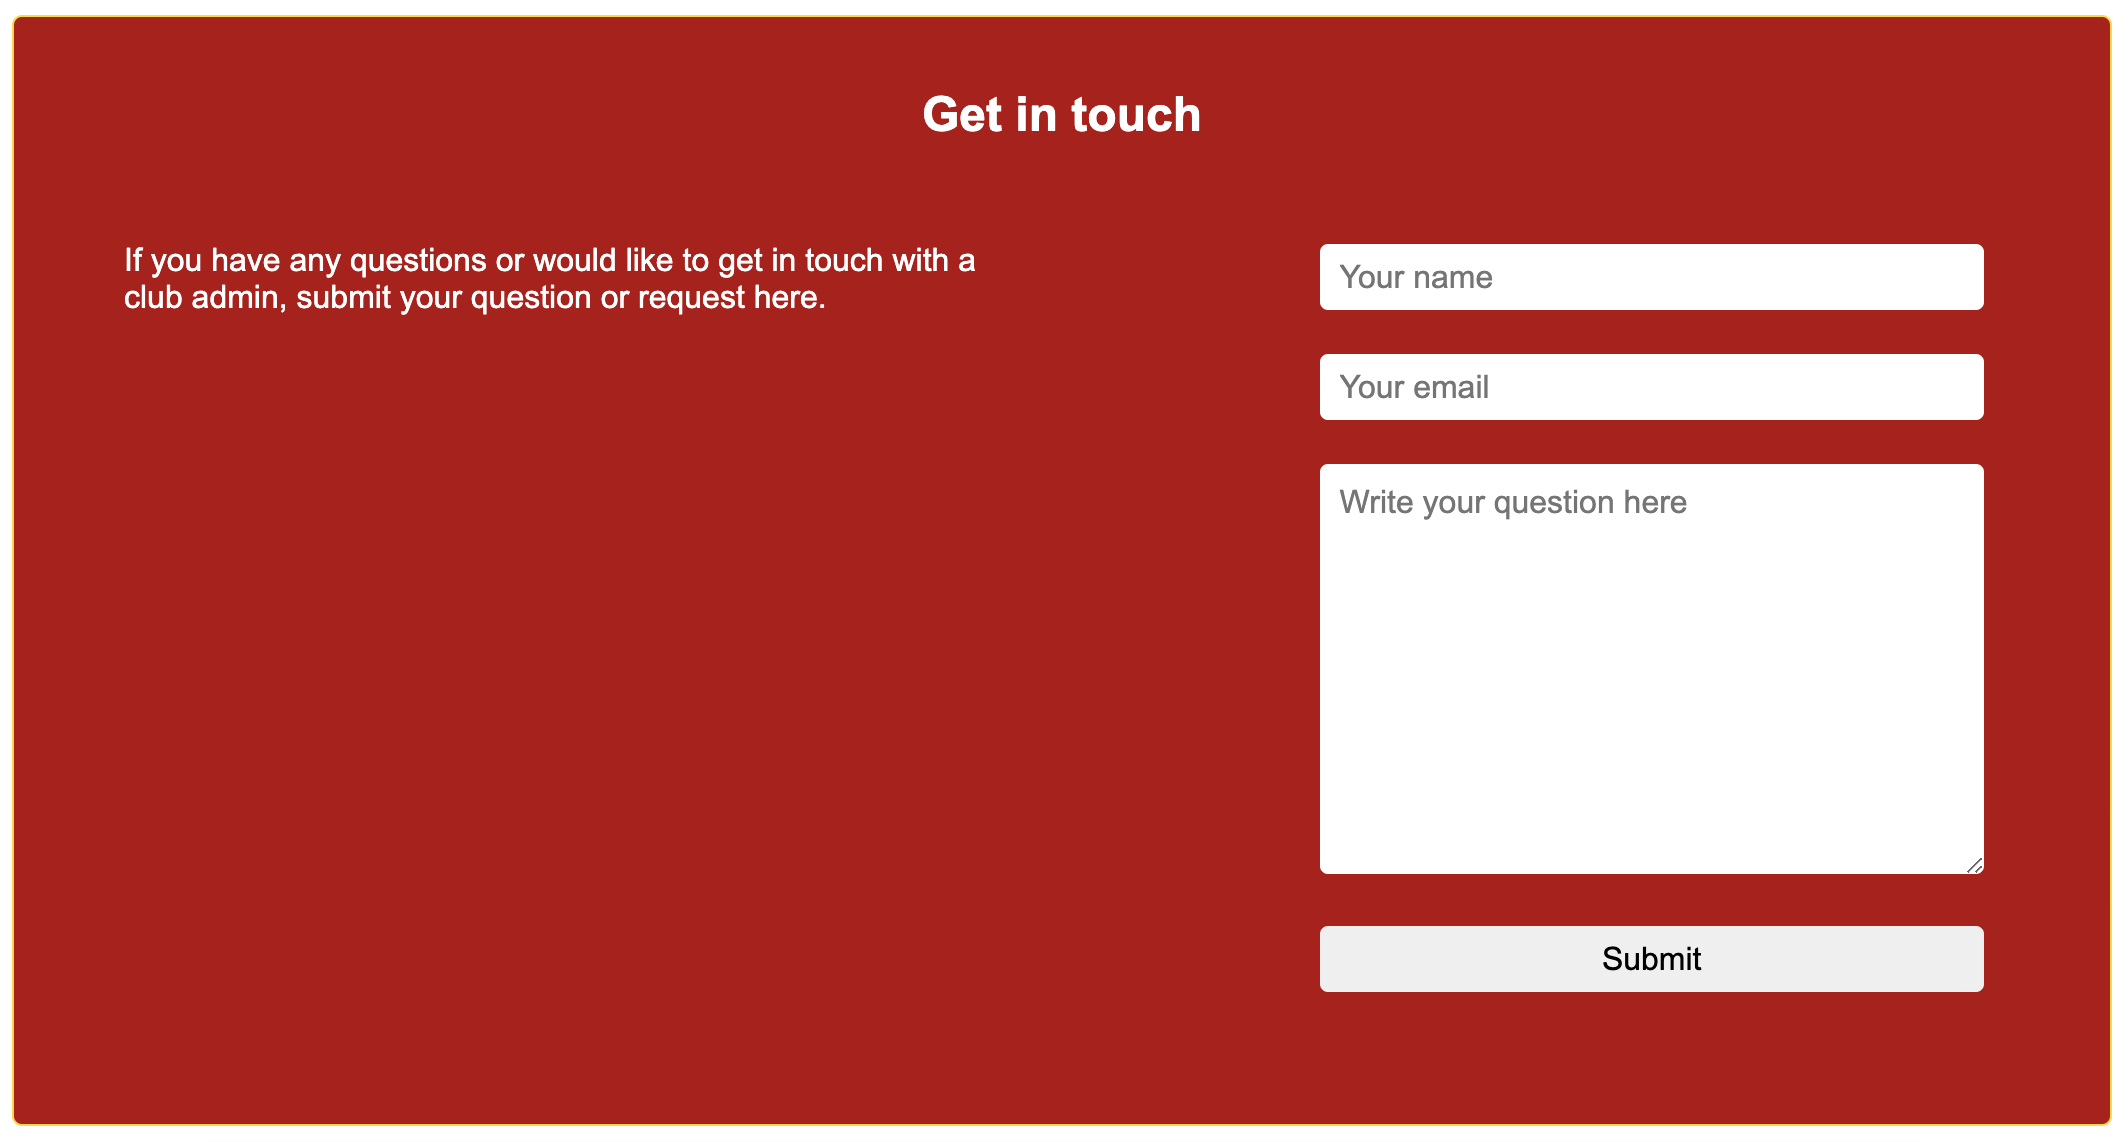 Get in touch
If you have any questions or would like to get in touch with a
club admin, submit your question or request here.
Your name
Your email
Write your question here
Submit